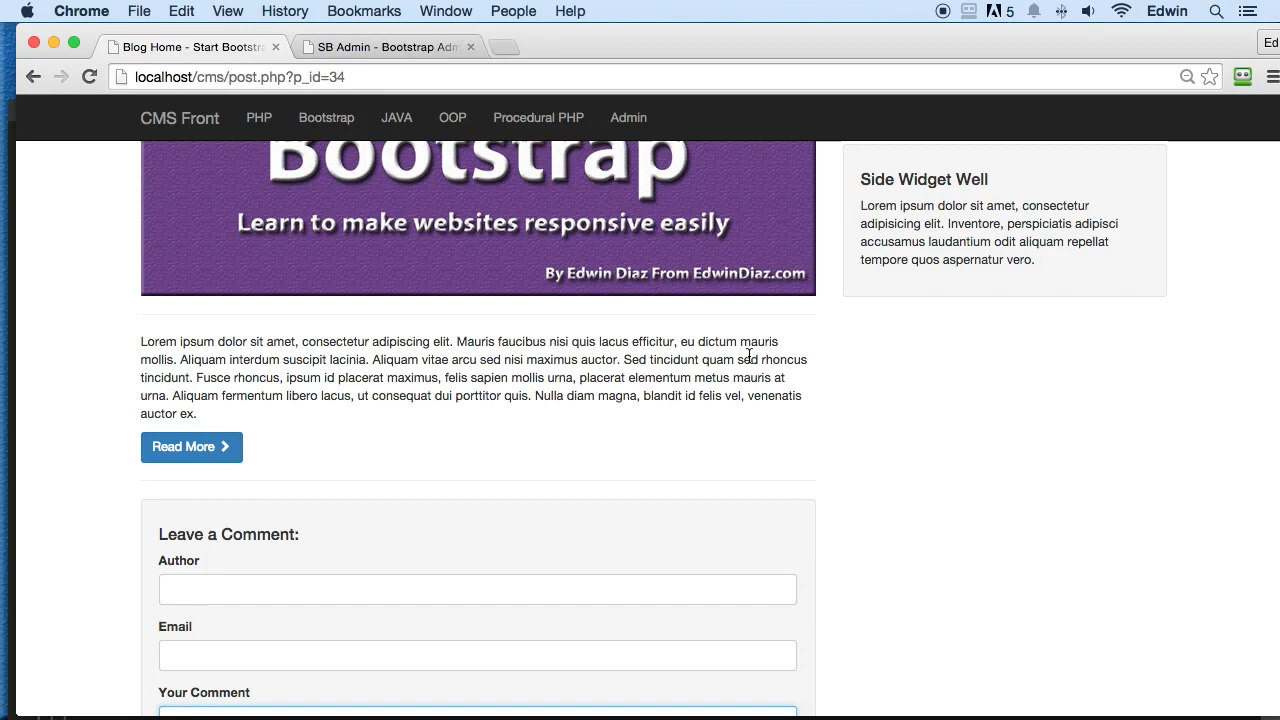 Chrome File Edit View History Bookmarks Window People Help 5 Edwin
Blog Home - Start Bootstra SB Admin - Bootstrap Adm Ed
localhost/cms/post.php?p_id=34
CMS Front PHP Bootstrap JAVA OOP Procedural PHP Admin
Bootstrap
Learn to make websites responsive easily
By Edwin Diaz From EdwinDiaz.com
Lorem ipsum dolor sit amet, consectetur adipiscing elit. Mauris faucibus nisi quis lacus efficitur, eu dictum mauris
mollis. Aliquam interdum suscipit lacinia. Aliquam vitae arcu sed nisi maximus auctor. Sed tincidunt quam sed rhoncus
tincidunt. Fusce rhoncus, ipsum id placerat maximus, felis sapien mollis urna, placerat elementum metus mauris at
urna. Aliquam fermentum libero lacus, ut consequat dui porttitor quis. Nulla diam magna, blandit id felis vel, venenatis
auctor ex.
Read More
Leave a Comment:
Author
Email
Your Comment
Side Widget Well
Lorem ipsum dolor sit amet, consectetur
adipisicing elit. Inventore, perspiciatis adipisci
accusamus laudantium odit aliquam repellat
tempore quos aspernatur vero.